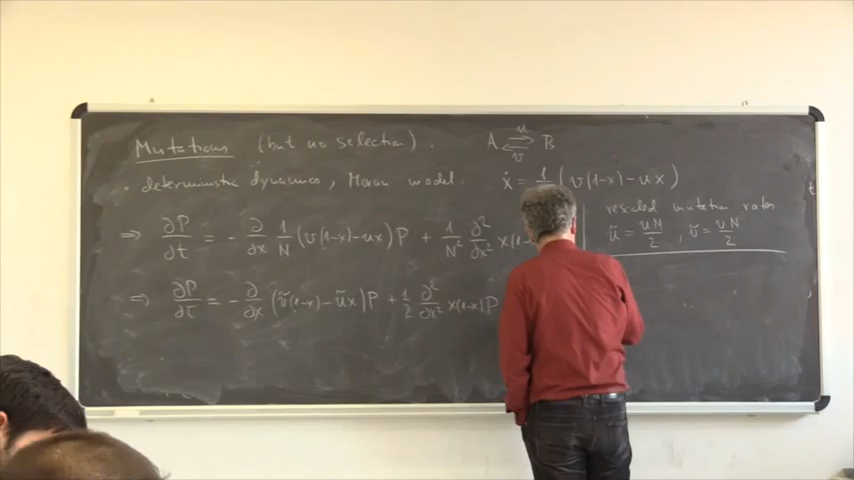 Mutations (but no selection). A ⇄ B u v
• deterministic dynamics, Moran model. ẋ = 1/N (v(1-x) - ux)
rescaled mutation rates
ũ = uN/2 , ṽ = vN/2
⇒ ∂P/∂t = - ∂/∂x 1/N (v(1-x)-ux)P + 1/N² ∂²/∂x² x(1-
⇒ ∂P/∂τ = - ∂/∂x (ṽ(1-x) - ũx)P + 1/2 ∂²/∂x² x(1-x)P
t